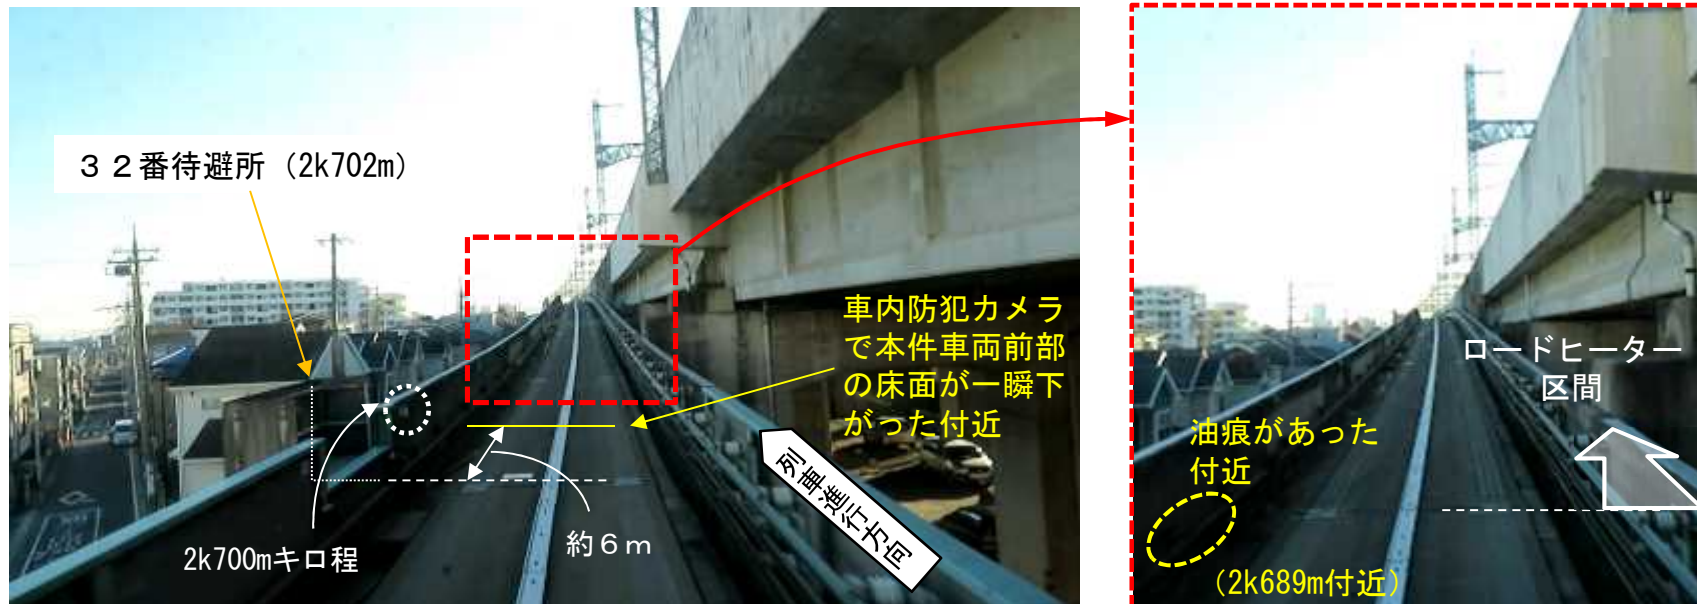 ３２番待避所（2k702m）
車内防犯カメラ
で本件車両前部
の床面が一瞬下
がった付近
列車進行方向
約６ｍ
2k700mキロ程
ロードヒーター
区間
油痕があった
付近
（2k689m付近）